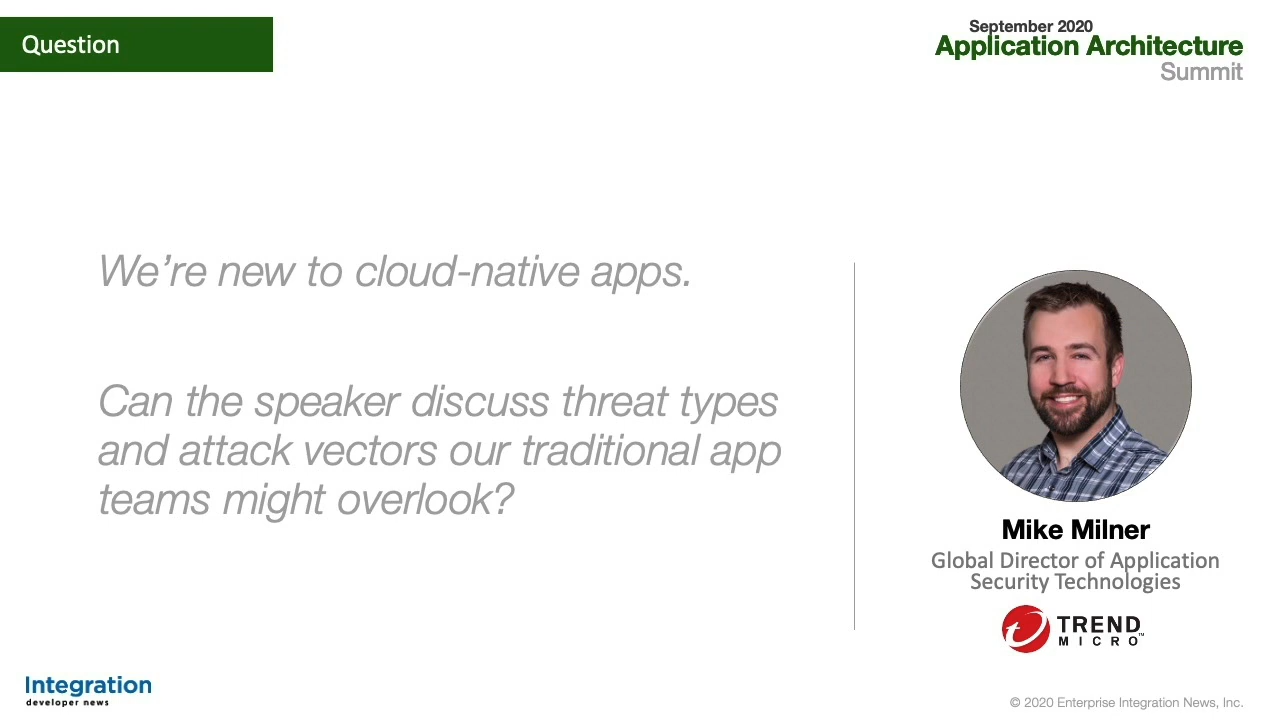 Question
September 2020
Application Architecture
Summit
We’re new to cloud-native apps.
Can the speaker discuss threat types
and attack vectors our traditional app
teams might overlook?
Mike Milner
Global Director of Application
Security Technologies
TREND
MICRO™
Integration
developer news
© 2020 Enterprise Integration News, Inc.